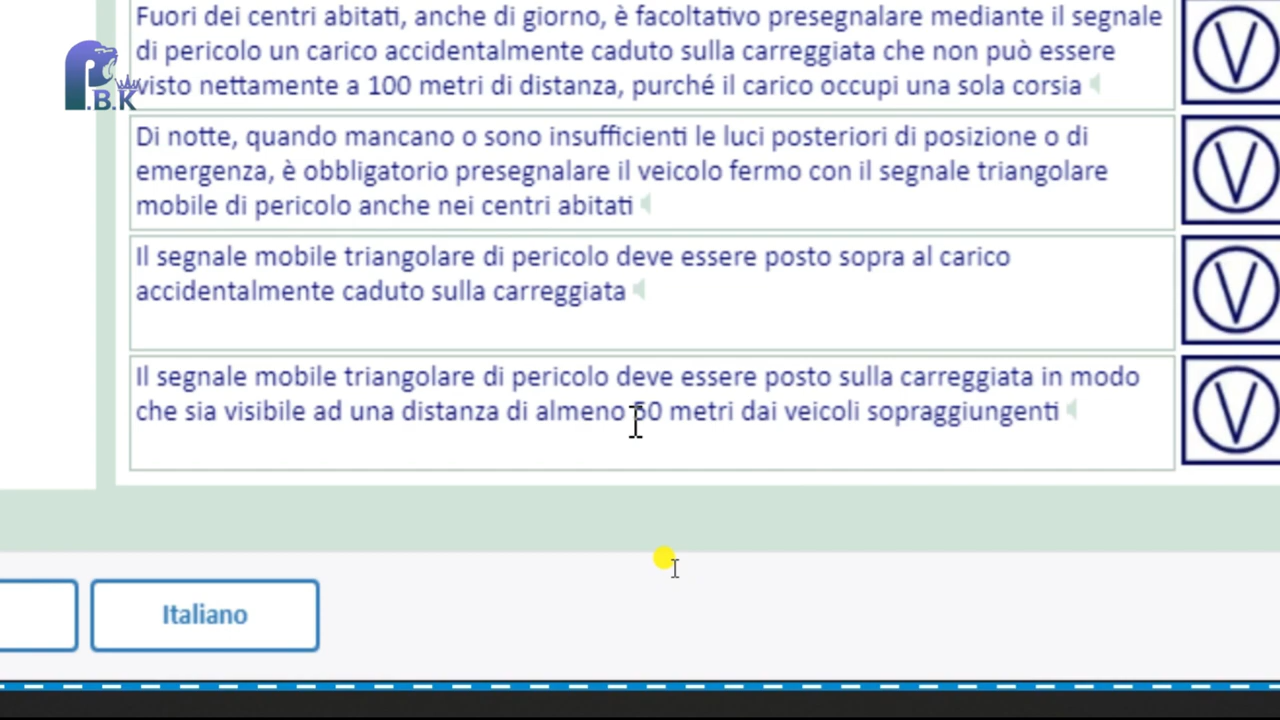 Fuori dei centri abitati, anche di giorno, è facoltativo presegnalare mediante il segnale
di pericolo un carico accidentalmente caduto sulla carreggiata che non può essere
visto nettamente a 100 metri di distanza, purché il carico occupi una sola corsia
V
P.B.K
Di notte, quando mancano o sono insufficienti le luci posteriori di posizione o di
emergenza, è obbligatorio presegnalare il veicolo fermo con il segnale triangolare
mobile di pericolo anche nei centri abitati
V
Il segnale mobile triangolare di pericolo deve essere posto sopra al carico
accidentalmente caduto sulla carreggiata
V
Il segnale mobile triangolare di pericolo deve essere posto sulla carreggiata in modo
che sia visibile ad una distanza di almeno 50 metri dai veicoli sopraggiungenti
V
Italiano